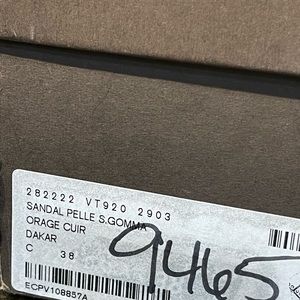 282222 VT920 2903
SANDAL PELLE S.GOMMA
ORAGE CUIR
DAKAR
C 38
9465
ECPV108857A